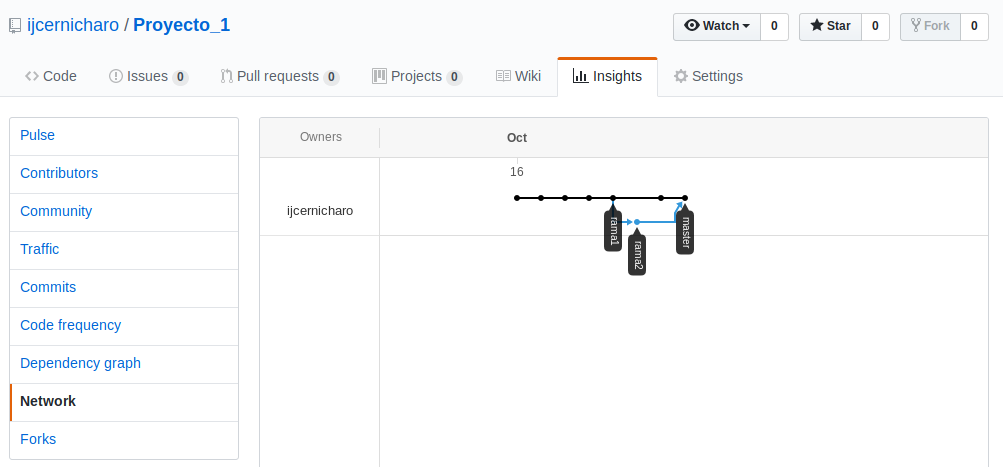 ijcernicharo / Proyecto_1
Watch 0 Star 0 Fork 0
Code Issues 0 Pull requests 0 Projects 0 Wiki Insights Settings
Pulse
Contributors
Community
Traffic
Commits
Code frequency
Dependency graph
Network
Forks
Owners Oct
16
ijcernicharo
rama1
rama2
master